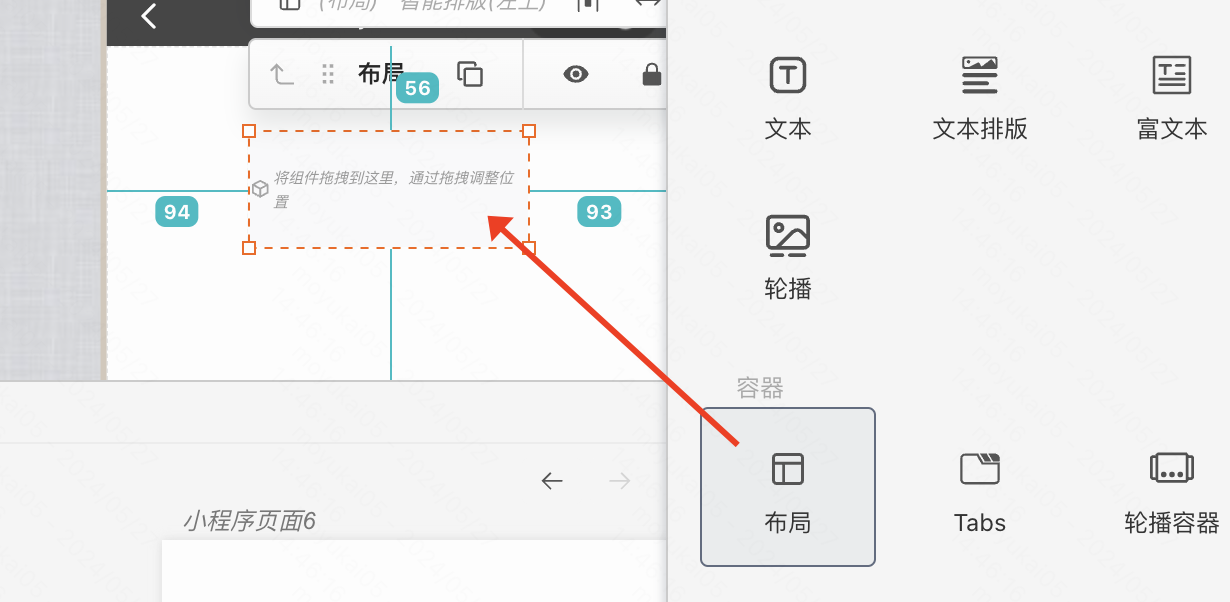 (布局) 智能排版(左上)
布局
56
将组件拖拽到这里，通过拖拽调整位
置
94
93
小程序页面6
文本
文本排版
富文本
轮播
容器
布局
Tabs
轮播容器